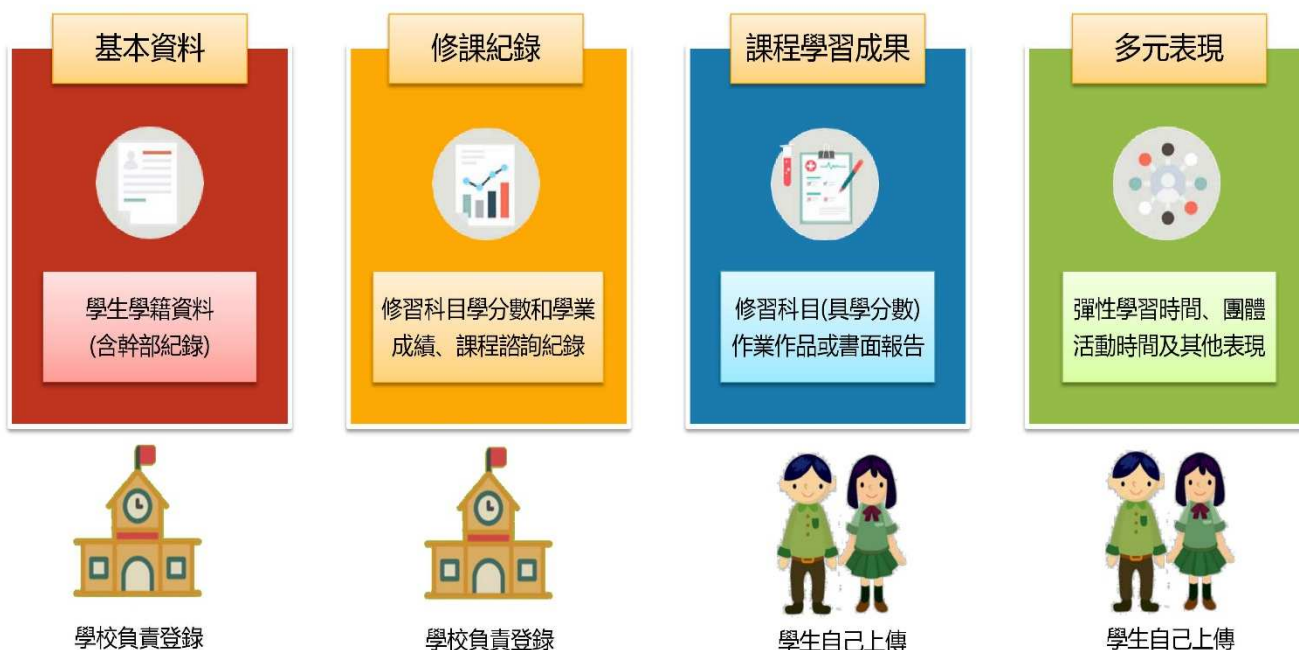 基本資料
學生學籍資料
(含幹部紀錄)
學校負責登錄
修課紀錄
修習科目學分數和學業
成績、課程諮詢紀錄
學校負責登錄
課程學習成果
修習科目(具學分數)
作業作品或書面報告
學生自己上傳
多元表現
彈性學習時間、團體
活動時間及其他表現
學生自己上傳